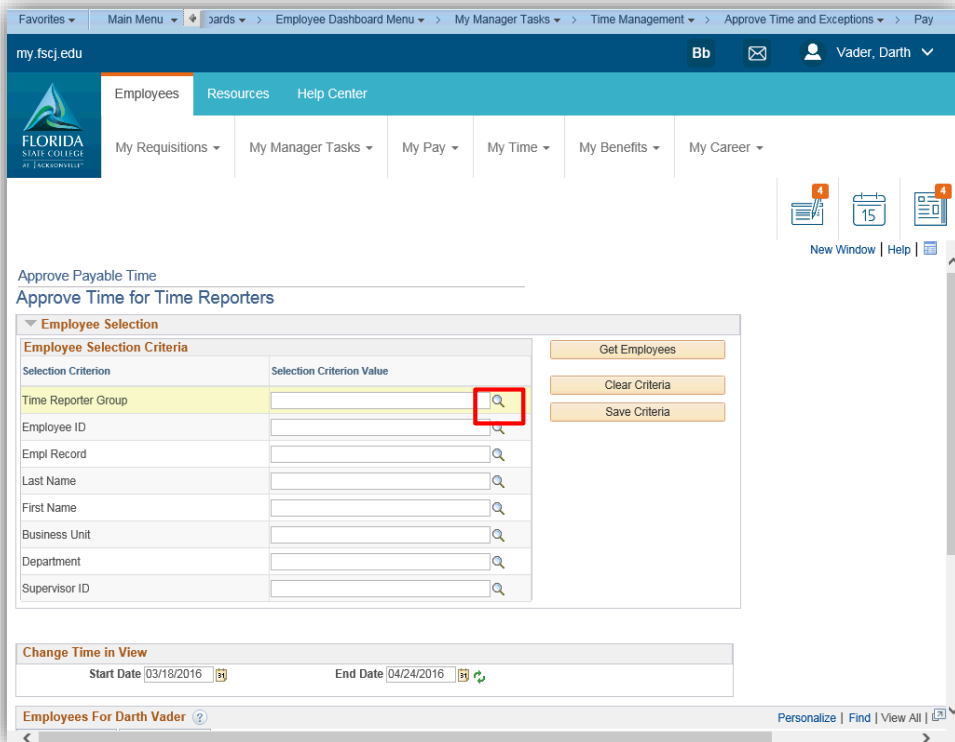 Favorites Main Menu oards > Employee Dashboard Menu > My Manager Tasks > Time Management > Approve Time and Exceptions > Pay
my.fscj.edu Bb Vader, Darth
Employees Resources Help Center
FLORIDA
STATE COLLEGE
AT JACKSONVILLE
My Requisitions My Manager Tasks My Pay My Time My Benefits My Career
4 15 4
New Window | Help |
Approve Payable Time
Approve Time for Time Reporters
Employee Selection
Employee Selection Criteria Get Employees
Selection Criterion Selection Criterion Value
Clear Criteria
Time Reporter Group
Save Criteria
Employee ID
Empl Record
Last Name
First Name
Business Unit
Department
Supervisor ID
Change Time in View
Start Date 03/18/2016 31 End Date 04/24/2016 31
Employees For Darth Vader ? Personalize | Find | View All |